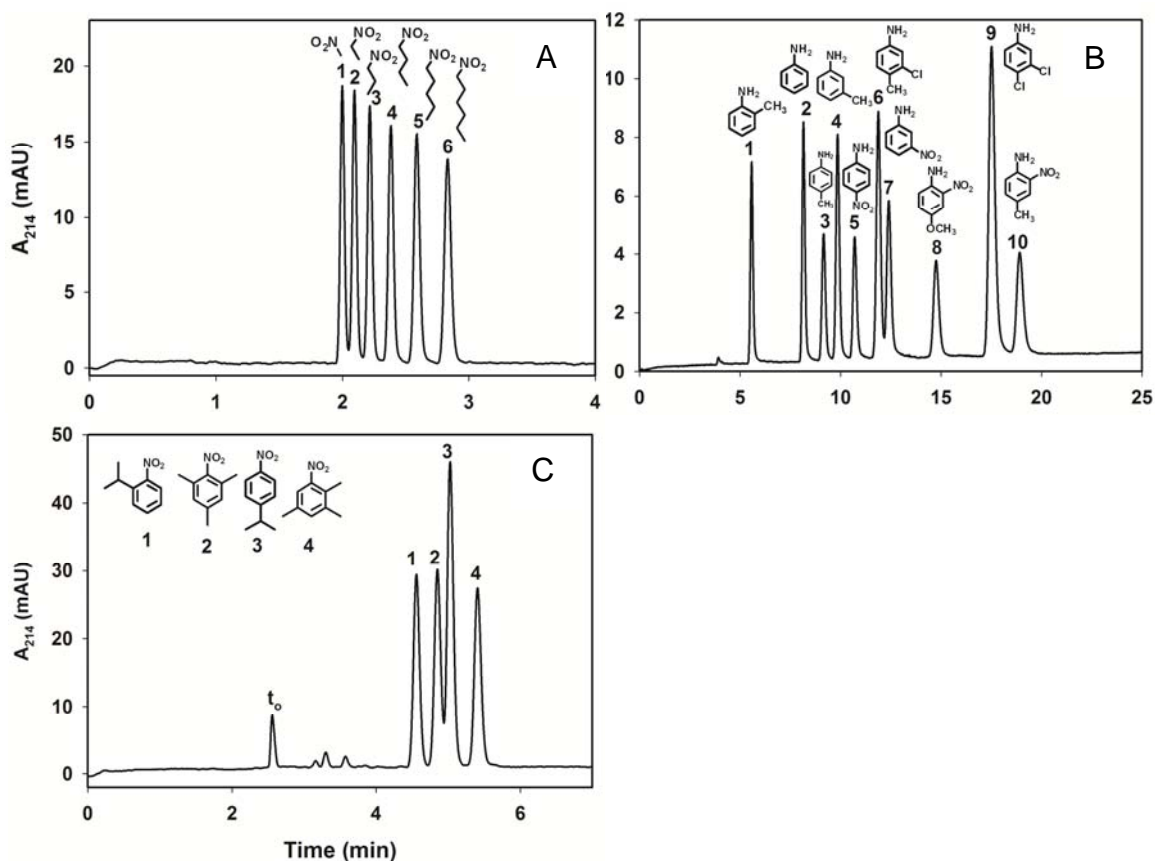 A
O₂N NO₂ NO₂ NO₂ NO₂ NO₂
1 2 3 4 5 6
20
15
10
5
0
A₂₁₄ (mAU)
0 1 2 3 4
B
12
10
8
6
4
2
0
NH₂ CH₃ 1
NH₂ 2
NH₂ CH₃ 3
NH₂ CH₃ 4
NH₂ NO₂ 5
NH₂ Cl CH₃ 6
NH₂ NO₂ 7
NH₂ NO₂ OCH₃ 8
9 NH₂ Cl Cl
NH₂ NO₂ CH₃ 10
0 5 10 15 20 25
C
50
40
30
20
10
0
A₂₁₄ (mAU)
NO₂ NO₂ NO₂ NO₂
1 2 3 4
tₒ
1 2 3 4
0 2 4 6
Time (min)